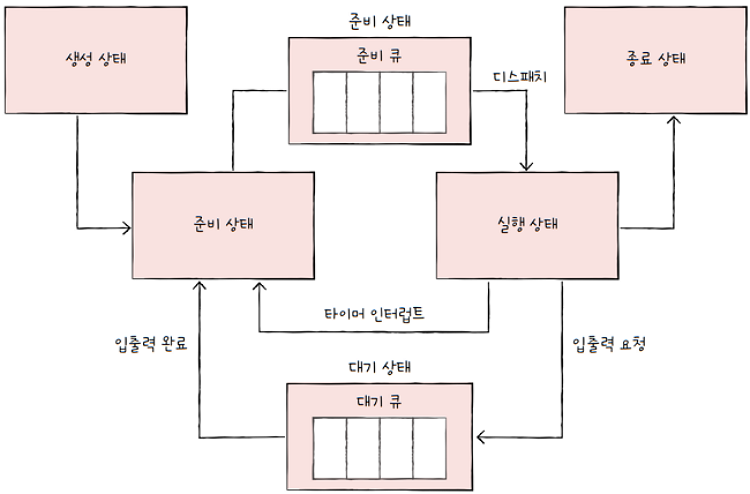 준비 상태
생성 상태
준비 큐
종료 상태
디스패치
준비 상태
실행 상태
타이머 인터럽트
입출력 완료
입출력 요청
대기 상태
대기 큐